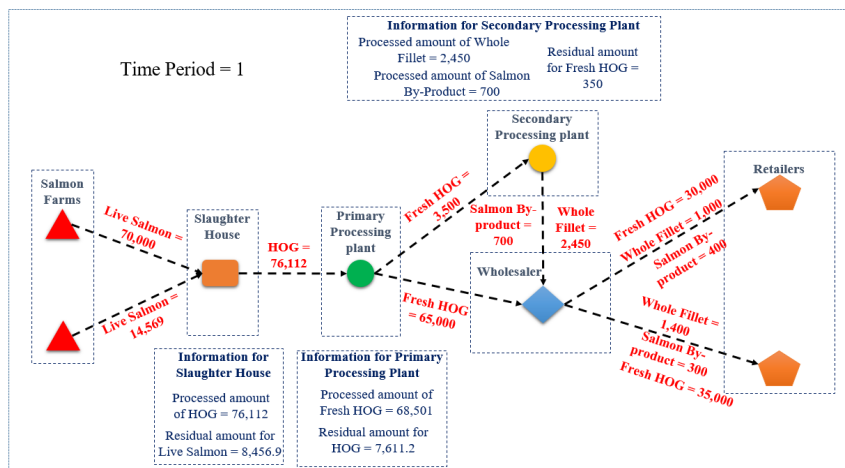 Information for Secondary Processing Plant
Processed amount of Whole
Fillet = 2,450
Processed amount of Salmon
By-Product = 700
Residual amount
for Fresh HOG =
350
Time Period = 1
Secondary
Processing plant
Salmon
Farms
Slaughter
House
Primary
Processing
plant
Wholesaler
Retailers
Live Salmon =
70,000
Live Salmon =
14,569
HOG =
76,112
Fresh HOG =
3,500
Fresh HOG
= 65,000
Salmon By-
product =
700
Whole
Fillet =
2,450
Fresh HOG = 30,000
Whole Fillet = 1,000
Salmon By-
product = 400
Whole Fillet =
1,400
Salmon By-
product = 300
Fresh HOG = 35,000
Information for
Slaughter House
Processed amount
of HOG = 76,112
Residual amount for
Live Salmon = 8,456.9
Information for Primary
Processing Plant
Processed amount of
Fresh HOG = 68,501
Residual amount for
HOG = 7,611.2